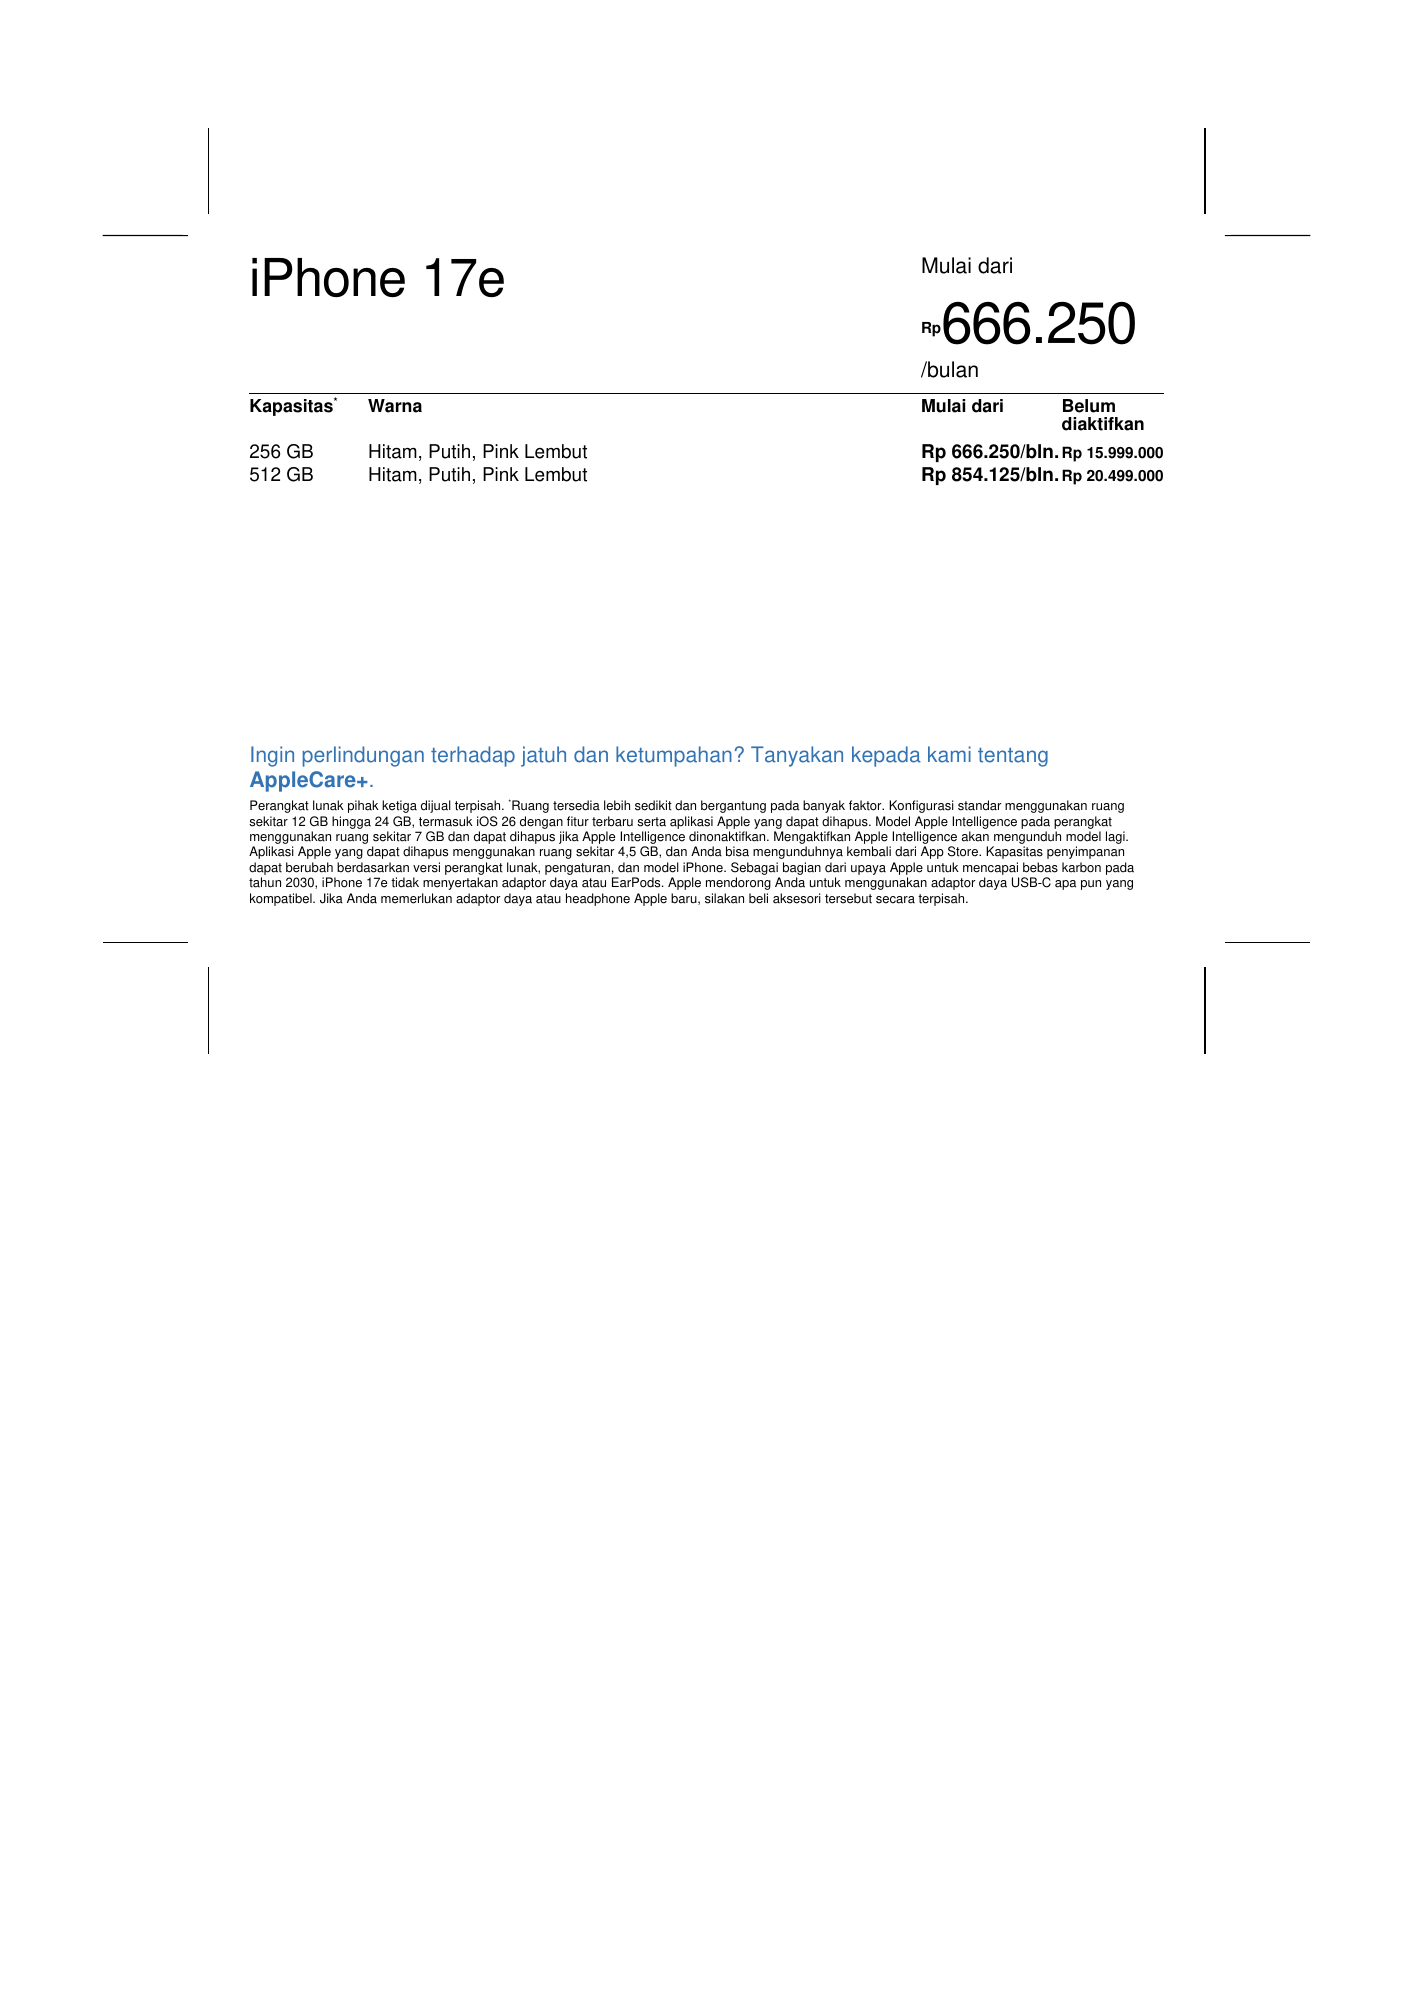 iPhone 17e
Mulai dari
Rp666.250
/bulan
Kapasitas* Warna Mulai dari Belum diaktifkan
256 GB Hitam, Putih, Pink Lembut Rp 666.250/bln. Rp 15.999.000
512 GB Hitam, Putih, Pink Lembut Rp 854.125/bln. Rp 20.499.000
Ingin perlindungan terhadap jatuh dan ketumpahan? Tanyakan kepada kami tentang
AppleCare+.
Perangkat lunak pihak ketiga dijual terpisah. *Ruang tersedia lebih sedikit dan bergantung pada banyak faktor. Konfigurasi standar menggunakan ruang
sekitar 12 GB hingga 24 GB, termasuk iOS 26 dengan fitur terbaru serta aplikasi Apple yang dapat dihapus. Model Apple Intelligence pada perangkat
menggunakan ruang sekitar 7 GB dan dapat dihapus jika Apple Intelligence dinonaktifkan. Mengaktifkan Apple Intelligence akan mengunduh model lagi.
Aplikasi Apple yang dapat dihapus menggunakan ruang sekitar 4,5 GB, dan Anda bisa mengunduhnya kembali dari App Store. Kapasitas penyimpanan
dapat berubah berdasarkan versi perangkat lunak, pengaturan, dan model iPhone. Sebagai bagian dari upaya Apple untuk mencapai bebas karbon pada
tahun 2030, iPhone 17e tidak menyertakan adaptor daya atau EarPods. Apple mendorong Anda untuk menggunakan adaptor daya USB-C apa pun yang
kompatibel. Jika Anda memerlukan adaptor daya atau headphone Apple baru, silakan beli aksesori tersebut secara terpisah.